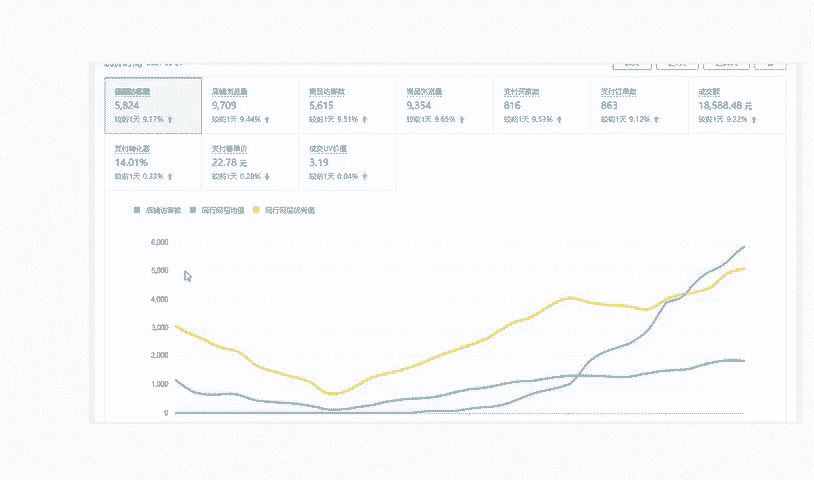 店铺访客数 店铺浏览量 商品访客数 商品浏览量 支付买家数 支付订单数 成交额
5,824 9,709 5,615 9,354 816 863 18,588.48 元
较前1天 9.17% 较前1天 9.44% 较前1天 9.51% 较前1天 9.65% 较前1天 9.53% 较前1天 9.12% 较前1天 9.22%
支付转化率 支付客单价 成交UV价值
14.01% 22.78 元 3.19
较前1天 0.33% 较前1天 0.28% 较前1天 0.04%
店铺访客数 同行同层均值 同行同层优秀值
6,000
5,000
4,000
3,000
2,000
1,000
0